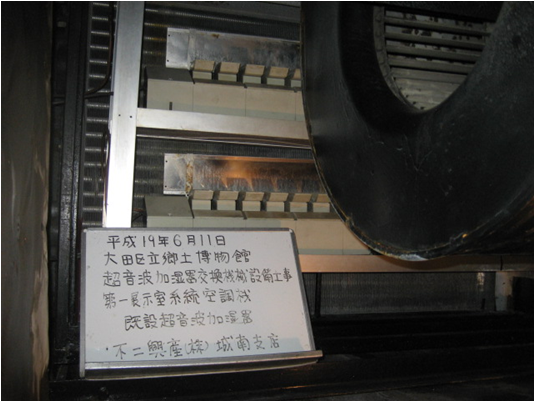 平成19年6月11日
大田区立郷土博物館
超音波加湿器交換機械設備工事
第一展示室系統空調機
既設超音波加湿器
・不二興産(株)城南支店